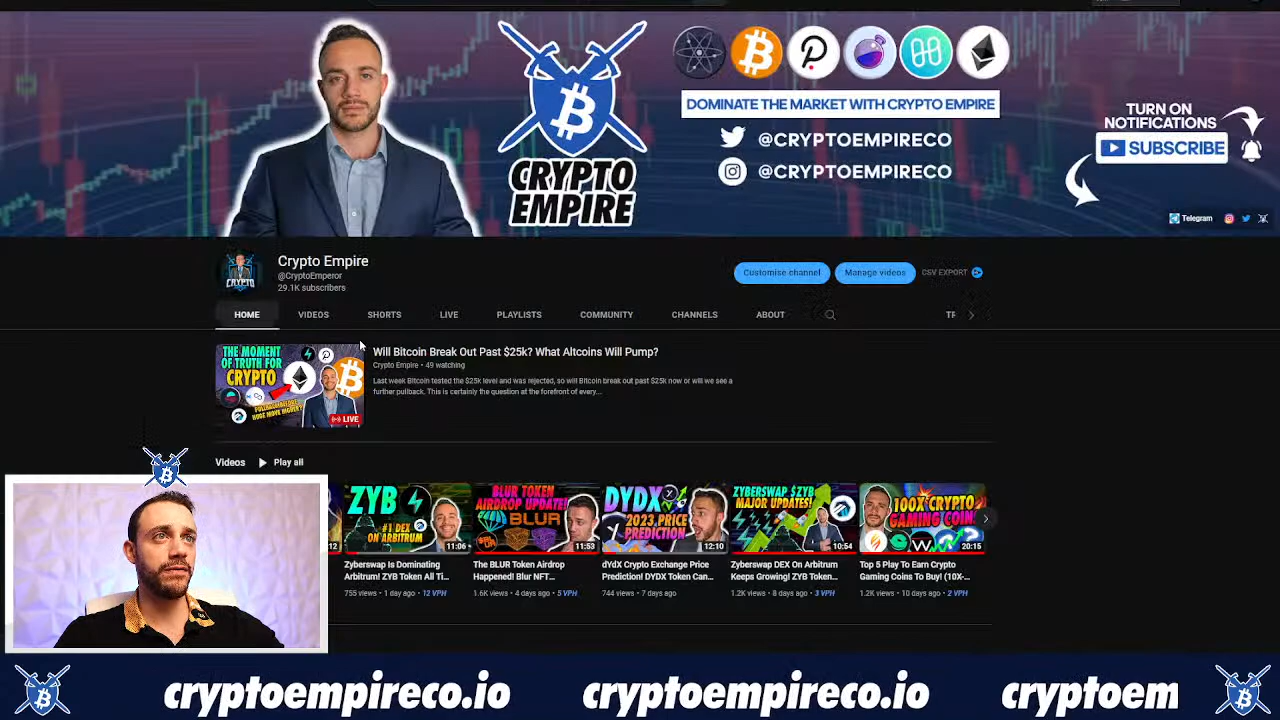 DOMINATE THE MARKET WITH CRYPTO EMPIRE
@CRYPTOEMPIRECO
@CRYPTOEMPIRECO
CRYPTO
EMPIRE
TURN ON
NOTIFICATIONS
SUBSCRIBE
Telegram
CRYPTO
Crypto Empire
@CryptoEmperor
29.1K subscribers
Customise channel
Manage videos
CSV EXPORT
HOME
VIDEOS
SHORTS
LIVE
PLAYLISTS
COMMUNITY
CHANNELS
ABOUT
THE MOMENT
OF TRUTH FOR
CRYPTO
LIVE
Will Bitcoin Break Out Past $25k? What Altcoins Will Pump?
Crypto Empire • 49 watching
Last week Bitcoin tested the $25k level and was rejected, so will Bitcoin break out past $25k now or will we see a
further pullback. This is certainly the question at the forefront of every...
Videos
Play all
:12
ZYB
#1 DEX
ON ARBITRUM
11:06
Zyberswap Is Dominating
Arbitrum! ZYB Token All Ti...
755 views • 1 day ago • 12 VPH
BLUR TOKEN
AIRDROP UPDATE!
BLUR
11:53
The BLUR Token Airdrop
Happened! Blur NFT...
1.6K views • 4 days ago • 5 VPH
DYDX
2023 PRICE
PREDICTION
12:10
dYdX Crypto Exchange Price
Prediction! DYDX Token Can...
744 views • 7 days ago
ZYBERSWAP $ZYB
MAJOR UPDATES!
10:54
Zyberswap DEX On Arbitrum
Keeps Growing! ZYB Token...
1.2K views • 8 days ago • 3 VPH
100X CRYPTO
GAMING COINS
20:15
Top 5 Play To Earn Crypto
Gaming Coins To Buy! (10X-...
1.2K views • 10 days ago • 2 VPH
cryptoempireco.io
cryptoempireco.io
cryptoem